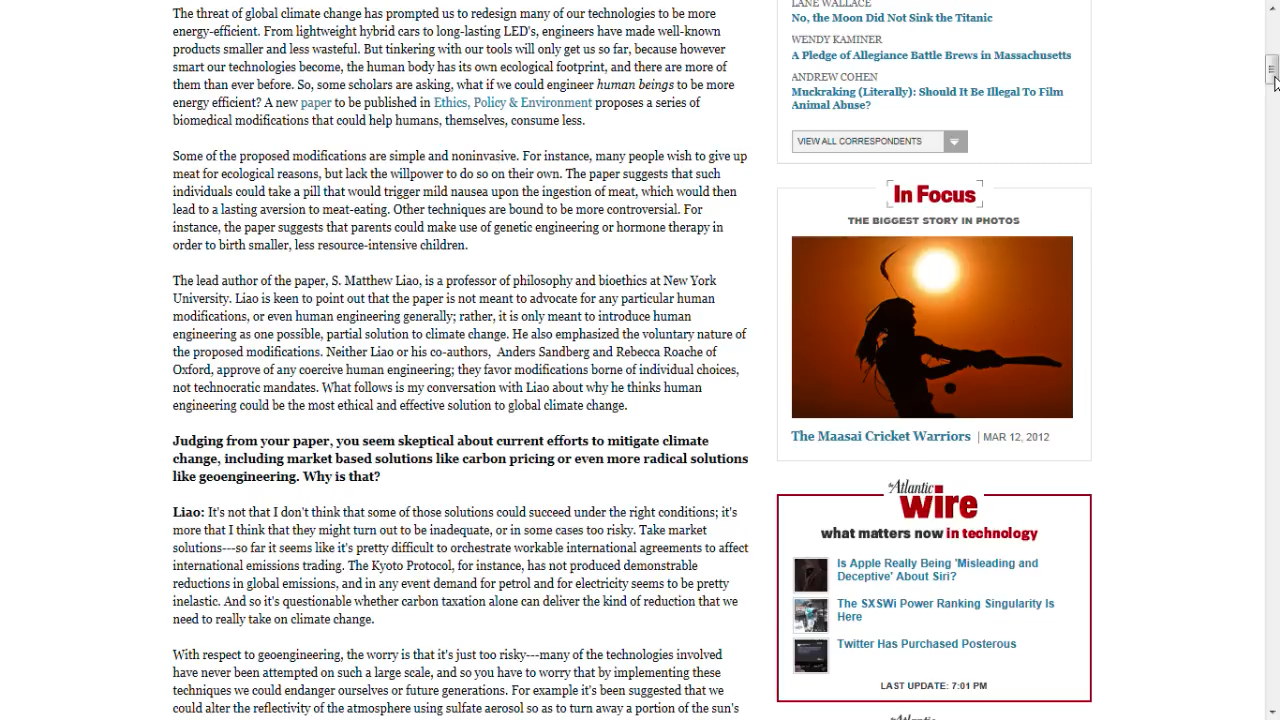 The threat of global climate change has prompted us to redesign many of our technologies to be more
energy-efficient. From lightweight hybrid cars to long-lasting LED's, engineers have made well-known
products smaller and less wasteful. But tinkering with our tools will only get us so far, because however
smart our technologies become, the human body has its own ecological footprint, and there are more of
them than ever before. So, some scholars are asking, what if we could engineer human beings to be more
energy efficient? A new paper to be published in Ethics, Policy & Environment proposes a series of
biomedical modifications that could help humans, themselves, consume less.
Some of the proposed modifications are simple and noninvasive. For instance, many people wish to give up
meat for ecological reasons, but lack the willpower to do so on their own. The paper suggests that such
individuals could take a pill that would trigger mild nausea upon the ingestion of meat, which would then
lead to a lasting aversion to meat-eating. Other techniques are bound to be more controversial. For
instance, the paper suggests that parents could make use of genetic engineering or hormone therapy in
order to birth smaller, less resource-intensive children.
The lead author of the paper, S. Matthew Liao, is a professor of philosophy and bioethics at New York
University. Liao is keen to point out that the paper is not meant to advocate for any particular human
modifications, or even human engineering generally; rather, it is only meant to introduce human
engineering as one possible, partial solution to climate change. He also emphasized the voluntary nature of
the proposed modifications. Neither Liao or his co-authors,  Anders Sandberg and Rebecca Roache of
Oxford, approve of any coercive human engineering; they favor modifications borne of individual choices,
not technocratic mandates. What follows is my conversation with Liao about why he thinks human
engineering could be the most ethical and effective solution to global climate change.
Judging from your paper, you seem skeptical about current efforts to mitigate climate
change, including market based solutions like carbon pricing or even more radical solutions
like geoengineering. Why is that?
Liao: It's not that I don't think that some of those solutions could succeed under the right conditions; it's
more that I think that they might turn out to be inadequate, or in some cases too risky. Take market
solutions---so far it seems like it's pretty difficult to orchestrate workable international agreements to affect
international emissions trading. The Kyoto Protocol, for instance, has not produced demonstrable
reductions in global emissions, and in any event demand for petrol and for electricity seems to be pretty
inelastic. And so it's questionable whether carbon taxation alone can deliver the kind of reduction that we
need to really take on climate change.
With respect to geoengineering, the worry is that it's just too risky---many of the technologies involved
have never been attempted on such a large scale, and so you have to worry that by implementing these
techniques we could endanger ourselves or future generations. For example it's been suggested that we
could alter the reflectivity of the atmosphere using sulfate aerosol so as to turn away a portion of the sun's
LANE WALLACE
No, the Moon Did Not Sink the Titanic
WENDY KAMINER
A Pledge of Allegiance Battle Brews in Massachusetts
ANDREW COHEN
Muckraking (Literally): Should It Be Illegal To Film
Animal Abuse?
VIEW ALL CORRESPONDENTS
In Focus
THE BIGGEST STORY IN PHOTOS
The Maasai Cricket Warriors | MAR 12, 2012
the Atlantic
wire
what matters now in technology
Is Apple Really Being 'Misleading and
Deceptive' About Siri?
The SXSWi Power Ranking Singularity Is
Here
Twitter Has Purchased Posterous
LAST UPDATE: 7:01 PM
the Atlantic